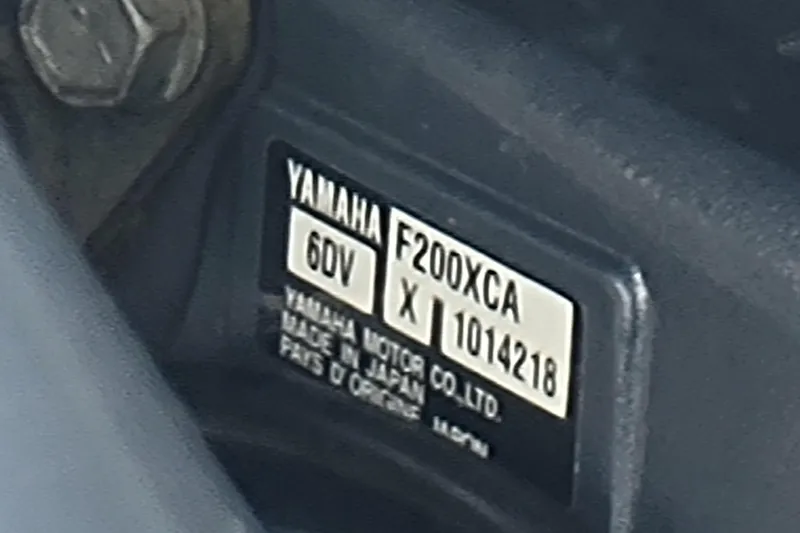 YAMAHA
6DV
F200XCA
X 1014218
YAMAHA MOTOR CO.,LTD.
MADE IN JAPAN
PAYS D'ORIGINE JAPON